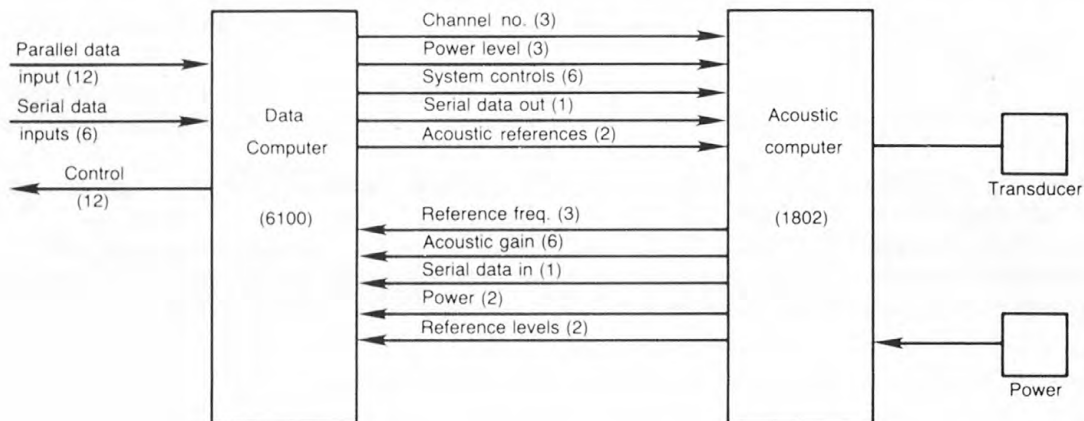 Parallel data
input (12)
Serial data
inputs (6)
Control
(12)
Data
Computer
(6100)
Channel no. (3)
Power level (3)
System controls (6)
Serial data out (1)
Acoustic references (2)
Reference freq. (3)
Acoustic gain (6)
Serial data in (1)
Power (2)
Reference levels (2)
Acoustic
computer
(1802)
Transducer
Power